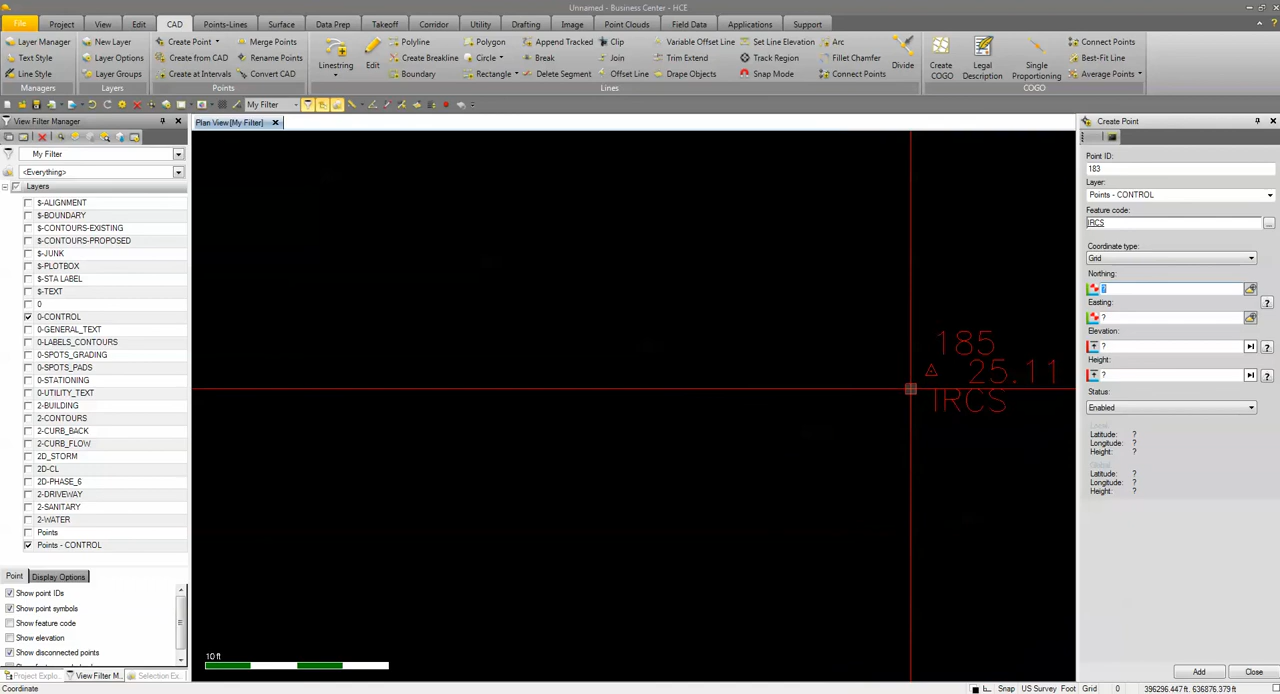 Unnamed - Business Center - HCE
File Project View Edit CAD Points-Lines Surface Data Prep Takeoff Corridor Utility Drafting Image Point Clouds Field Data Applications Support
Layer Manager New Layer Create Point Merge Points Polyline Polygon Append Tracked Clip Variable Offset Line Set Line Elevation Arc Connect Points
Text Style Layer Options Create from CAD Rename Points Create Breakline Circle Break Join Trim Extend Track Region Fillet Chamfer Best-Fit Line
Line Style Layer Groups Create at Intervals Convert CAD Linestring Edit Boundary Rectangle Delete Segment Offset Line Drape Objects Snap Mode Connect Points Divide Create COGO Legal Description Single Proportioning Average Points
Managers Layers Points Lines COGO
My Filter
View Filter Manager
Plan View [My Filter]
My Filter
<Everything>
Layers
$-ALIGNMENT
$-BOUNDARY
$-CONTOURS-EXISTING
$-CONTOURS-PROPOSED
$-JUNK
$-PLOTBOX
$-STA LABEL
$-TEXT
0
0-CONTROL
0-GENERAL_TEXT
0-LABELS_CONTOURS
0-SPOTS_GRADING
0-SPOTS_PADS
0-STATIONING
0-UTILITY_TEXT
2-BUILDING
2-CONTOURS
2-CURB_BACK
2-CURB_FLOW
2D_STORM
2D-CL
2D-PHASE_6
2-DRIVEWAY
2-SANITARY
2-WATER
Points
Points - CONTROL
Point Display Options
Show point IDs
Show point symbols
Show feature code
Show elevation
Show disconnected points
Project Explo... View Filter M... Selection Ex...
Coordinate
185
25.11
IRCS
10 ft
Create Point
Point ID:
183
Layer:
Points - CONTROL
Feature code:
IRCS
...
Coordinate type:
Grid
Northing:
?
Easting:
?
?
Elevation:
?
?
Height:
?
?
Status:
Enabled
Local
Latitude: ?
Longitude: ?
Height: ?
Global
Latitude: ?
Longitude: ?
Height: ?
Add Close
Snap US Survey Foot Grid 0